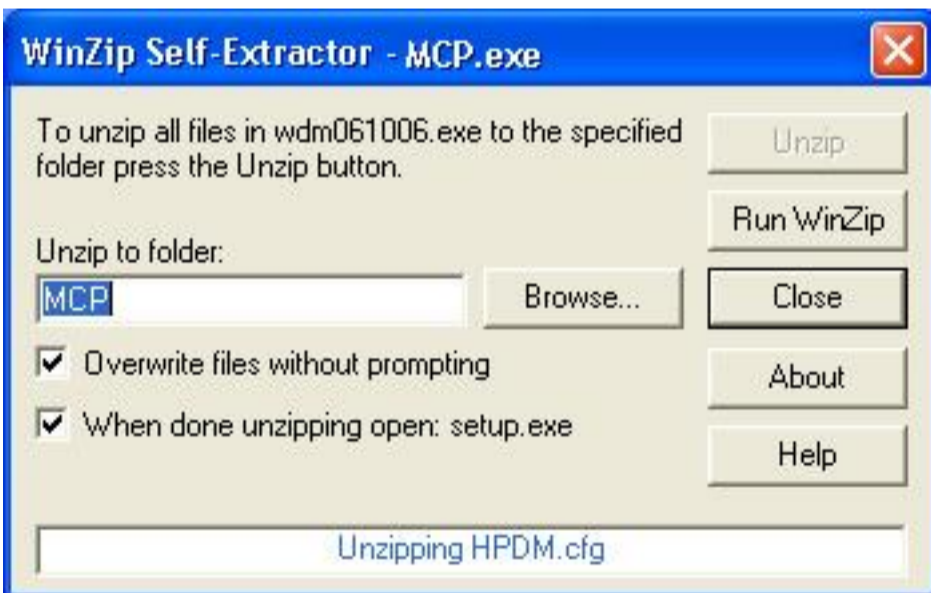 WinZip Self-Extractor - MCP.exe
To unzip all files in wdm061006.exe to the specified
folder press the Unzip button.
Unzip
Run WinZip
Unzip to folder:
MCP
Browse...
Close
Overwrite files without prompting
About
When done unzipping open: setup.exe
Help
Unzipping HPDM.cfg